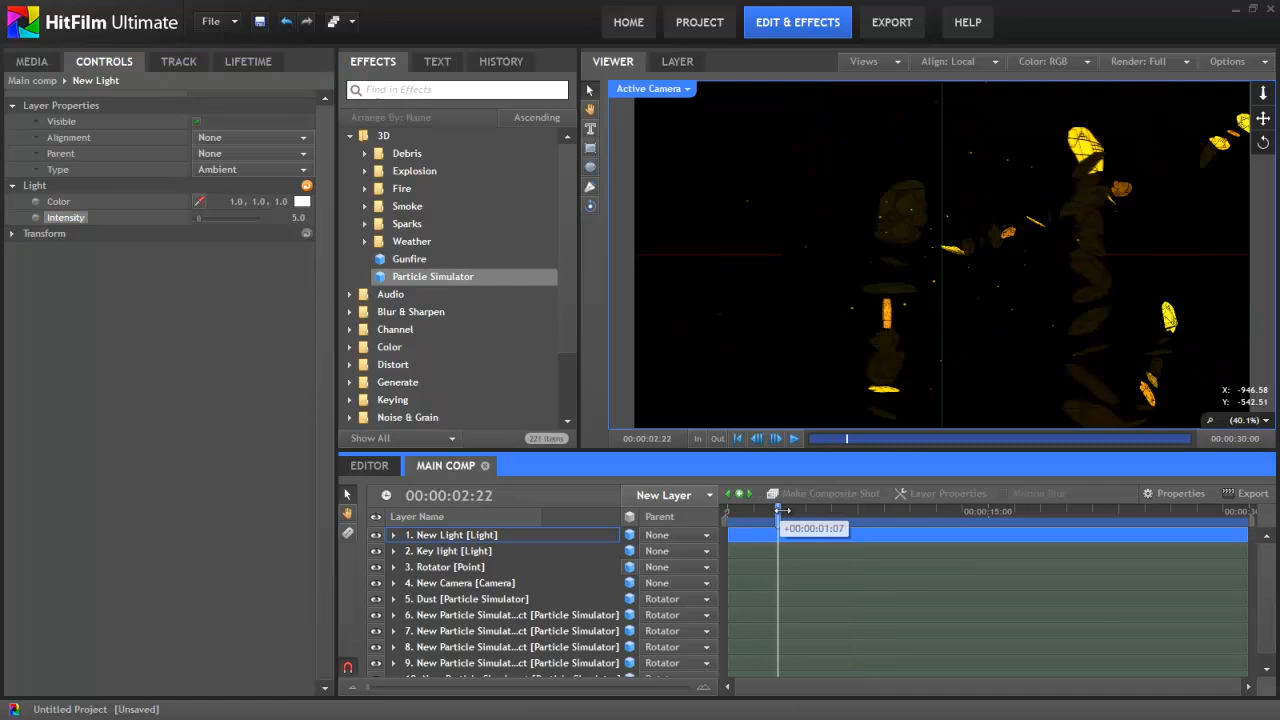 HitFilm Ultimate
File
HOME
PROJECT
EDIT & EFFECTS
EXPORT
HELP
MEDIA
CONTROLS
TRACK
LIFETIME
Main comp
New Light
Layer Properties
Visible
Alignment
None
Parent
None
Type
Ambient
Light
Color
1.0, 1.0, 1.0
Intensity
5.0
Transform
EFFECTS
TEXT
HISTORY
Find in Effects
Arrange By: Name
Ascending
3D
Debris
Explosion
Fire
Smoke
Sparks
Weather
Gunfire
Particle Simulator
Audio
Blur & Sharpen
Channel
Color
Distort
Generate
Keying
Noise & Grain
Show All
221 items
VIEWER
LAYER
Views
Align: Local
Color: RGB
Render: Full
Options
Active Camera
X: -946.58
Y: -542.51
(40.1%)
00:00:02:22
In
Out
00:00:30:00
EDITOR
MAIN COMP
00:00:02:22
New Layer
Make Composite Shot
Layer Properties
Motion Blur
Properties
Export
Layer Name
Parent
0
00:00:15:00
00:00:3
+00:00:01:07
1. New Light [Light]
None
2. Key light [Light]
None
3. Rotator [Point]
None
4. New Camera [Camera]
None
5. Dust [Particle Simulator]
Rotator
6. New Particle Simulat...ct [Particle Simulator]
Rotator
7. New Particle Simulat...ct [Particle Simulator]
Rotator
8. New Particle Simulat...ct [Particle Simulator]
Rotator
9. New Particle Simulat...ct [Particle Simulator]
Rotator
Untitled Project [Unsaved]